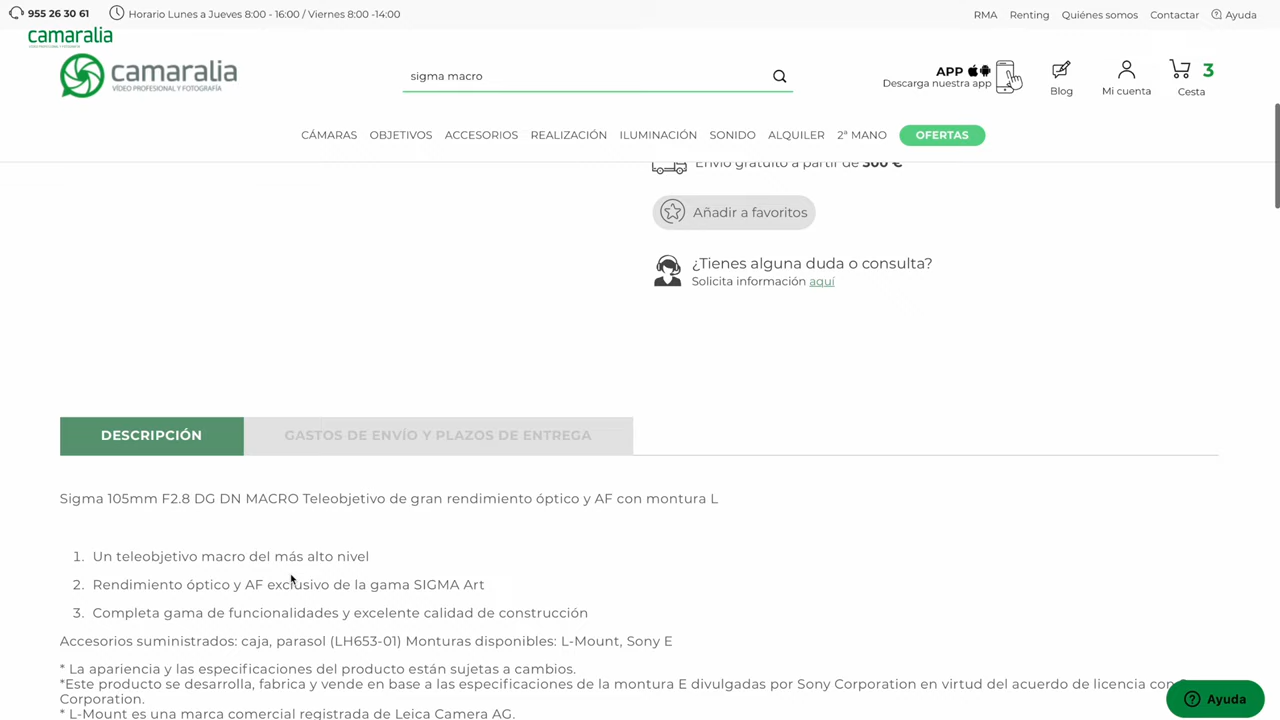 955 26 30 61
Horario Lunes a Jueves 8:00 - 16:00 / Viernes 8:00 -14:00
RMA
Renting
Quiénes somos
Contactar
Ayuda
camaralia
camaralia
VÍDEO PROFESIONAL Y FOTOGRAFÍA
sigma macro
APP
Descarga nuestra app
Blog
Mi cuenta
3
Cesta
CÁMARAS
OBJETIVOS
ACCESORIOS
REALIZACIÓN
ILUMINACIÓN
SONIDO
ALQUILER
2ª MANO
OFERTAS
Envío gratuito a partir de 300 €
Añadir a favoritos
¿Tienes alguna duda o consulta?
Solicita información aquí
DESCRIPCIÓN
GASTOS DE ENVÍO Y PLAZOS DE ENTREGA
Sigma 105mm F2.8 DG DN MACRO Teleobjetivo de gran rendimiento óptico y AF con montura L
1. Un teleobjetivo macro del más alto nivel
2. Rendimiento óptico y AF exclusivo de la gama SIGMA Art
3. Completa gama de funcionalidades y excelente calidad de construcción
Accesorios suministrados: caja, parasol (LH653-01) Monturas disponibles: L-Mount, Sony E
* La apariencia y las especificaciones del producto están sujetas a cambios.
*Este producto se desarrolla, fabrica y vende en base a las especificaciones de la montura E divulgadas por Sony Corporation en virtud del acuerdo de licencia con
Corporation.
* L-Mount es una marca comercial registrada de Leica Camera AG.
Ayuda